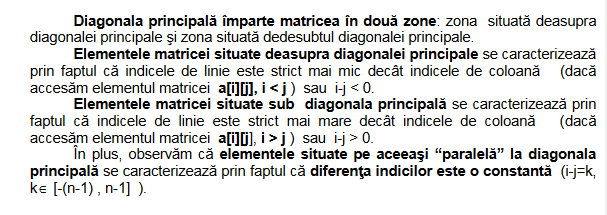 Diagonala principală împarte matricea în două zone: zona situată deasupra
diagonalei principale şi zona situată dedesubtul diagonalei principale.
Elementele matricei situate deasupra diagonalei principale se caracterizează
prin faptul că indicele de linie este strict mai mic decât indicele de coloană (dacă
accesăm elementul matricei a[i][j], i < j ) sau i-j < 0.
Elementele matricei situate sub diagonala principală se caracterizează prin
faptul că indicele de linie este strict mai mare decât indicele de coloană (dacă
accesăm elementul matricei a[i][j], i > j ) sau i-j > 0.
În plus, observăm că elementele situate pe aceeaşi “paralelă” la diagonala
principală se caracterizează prin faptul că diferenţa indicilor este o constantă (i-j=k,
k∈ [-(n-1) , n-1] ).